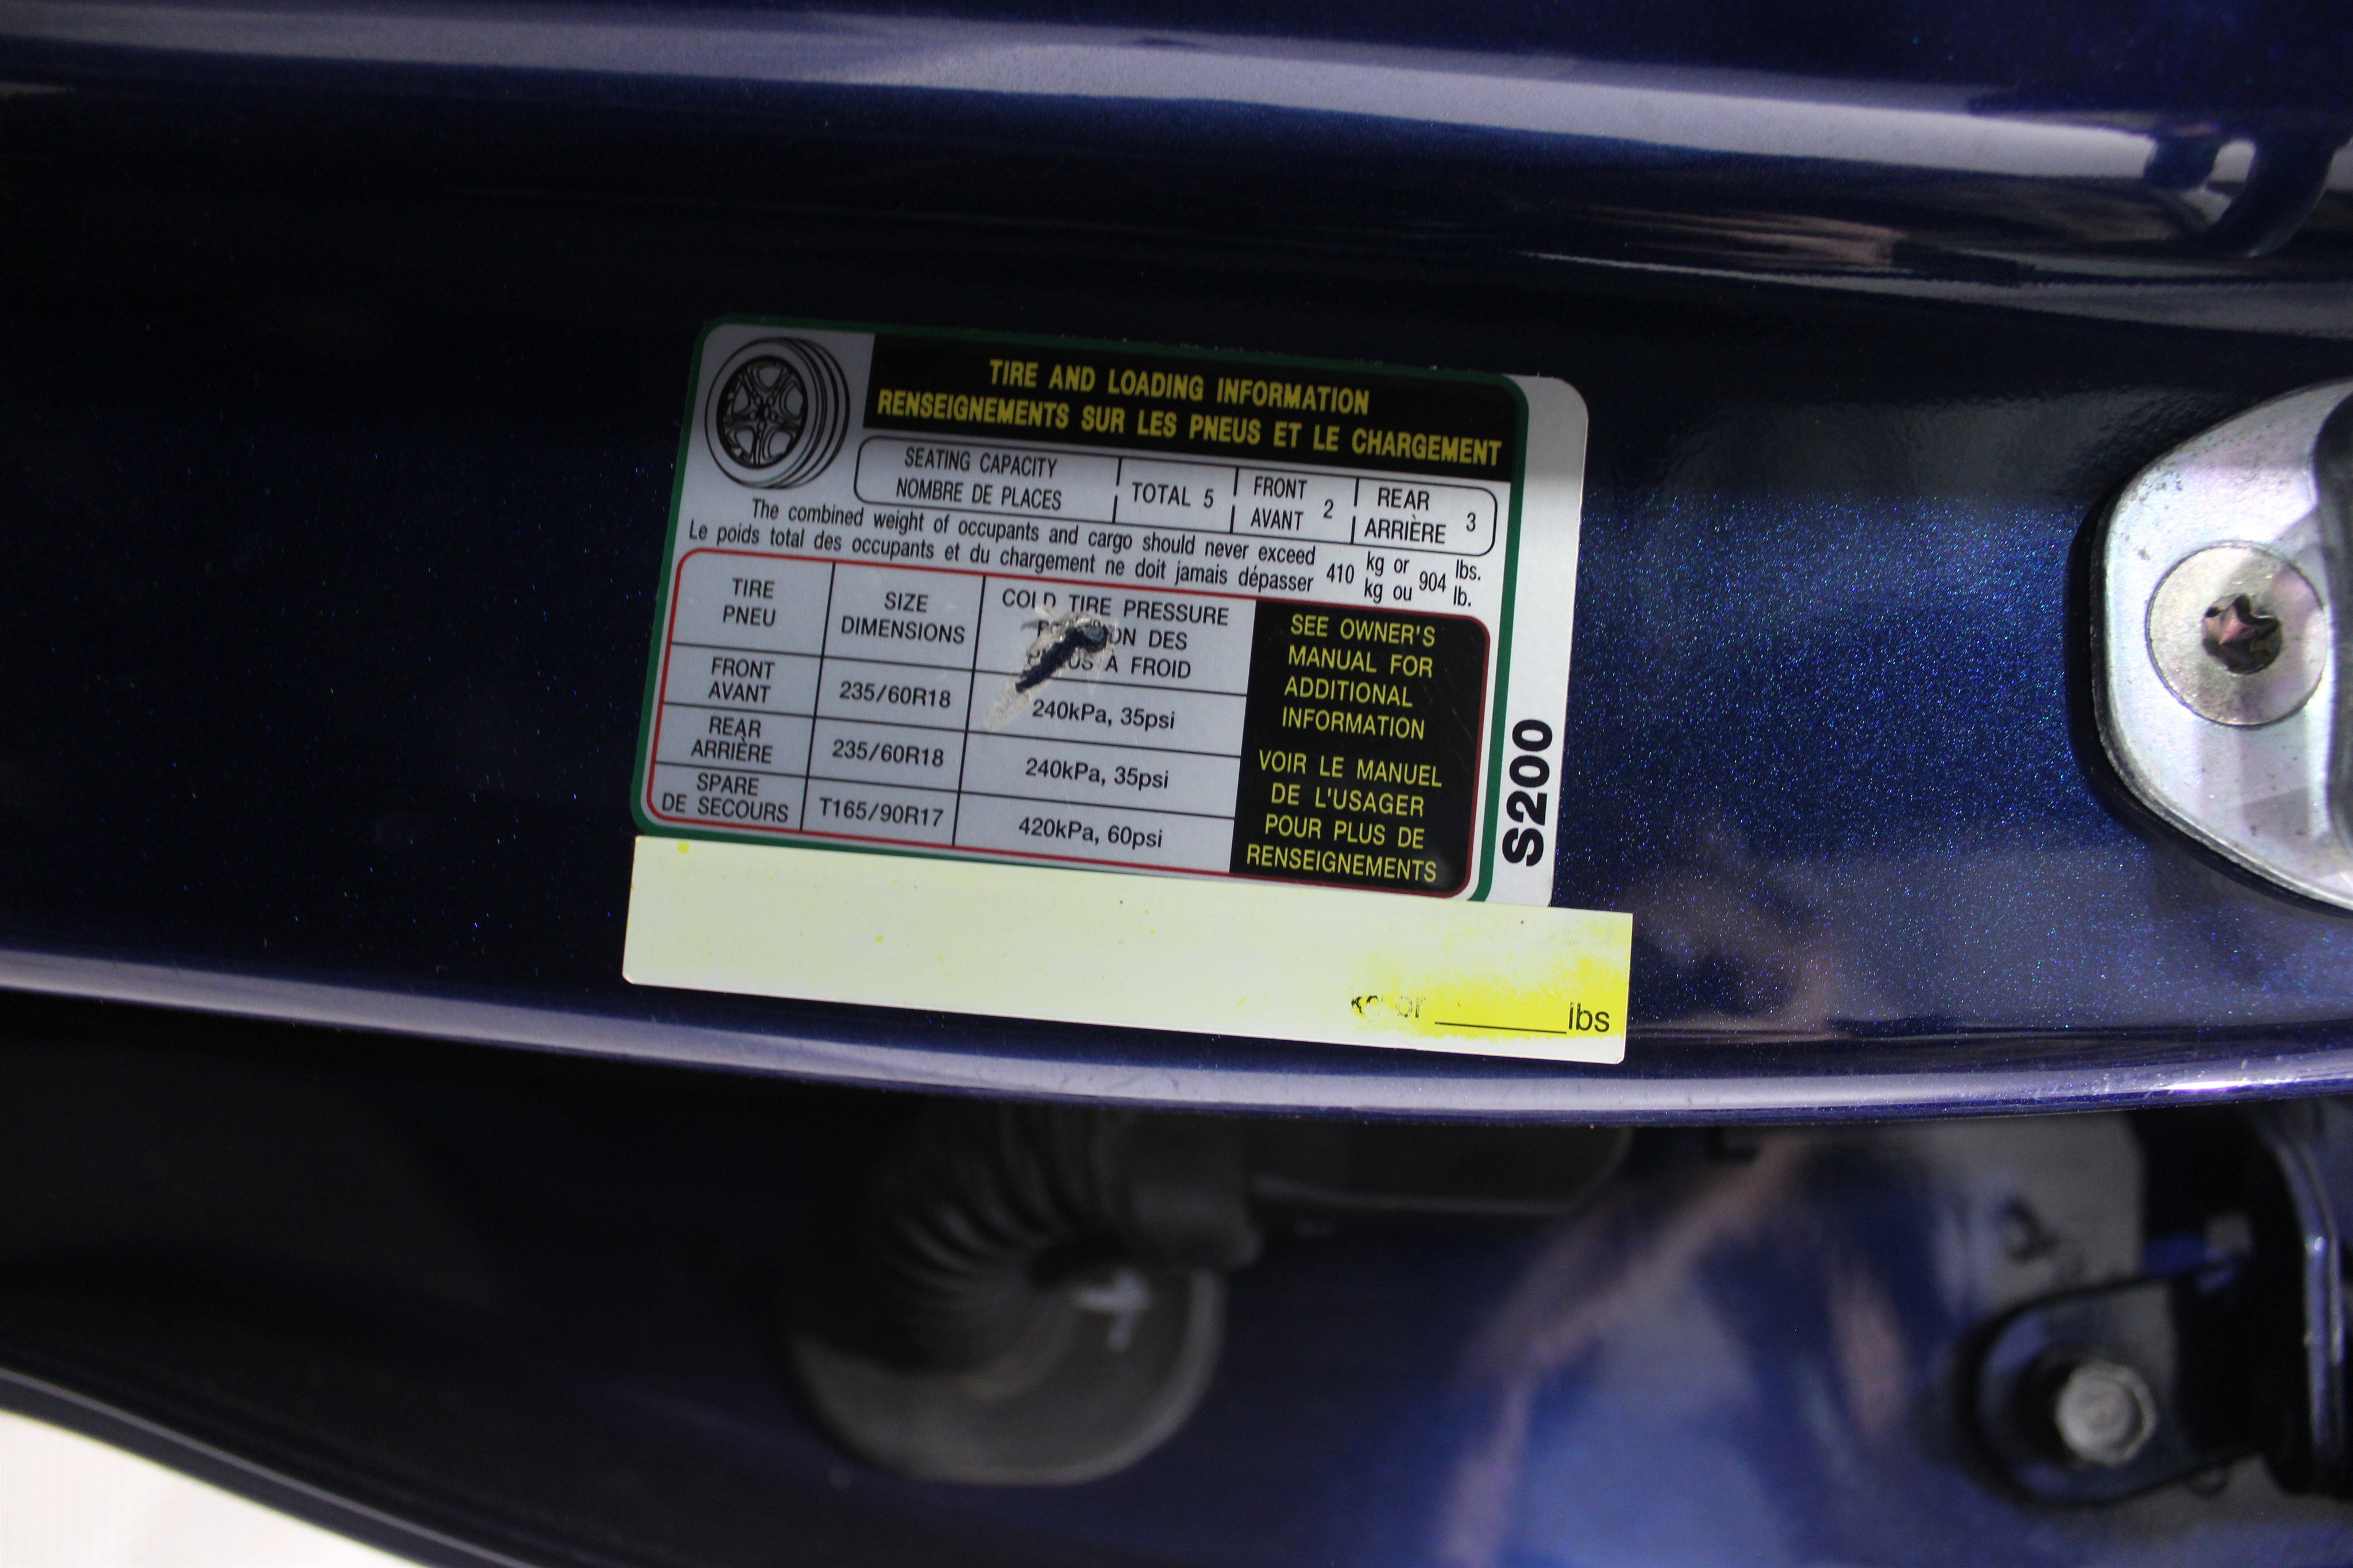 TIRE AND LOADING INFORMATION
RENSEIGNEMENTS SUR LES PNEUS ET LE CHARGEMENT
SEATING CAPACITY
NOMBRE DE PLACES
TOTAL 5
FRONT
AVANT
2
REAR
ARRIÈRE
3
The combined weight of occupants and cargo should never exceed
Le poids total des occupants et du chargement ne doit jamais dépasser
410
kg or
kg ou
904
lbs.
lb.
TIRE
PNEU
SIZE
DIMENSIONS
COLD TIRE PRESSURE
DES
À FROID
FRONT
AVANT
235/60R18
240kPa, 35psi
REAR
ARRIÈRE
235/60R18
240kPa, 35psi
SPARE
DE SECOURS
T165/90R17
420kPa, 60psi
SEE OWNER'S
MANUAL FOR
ADDITIONAL
INFORMATION
VOIR LE MANUEL
DE L'USAGER
POUR PLUS DE
RENSEIGNEMENTS
S200
or ________lbs